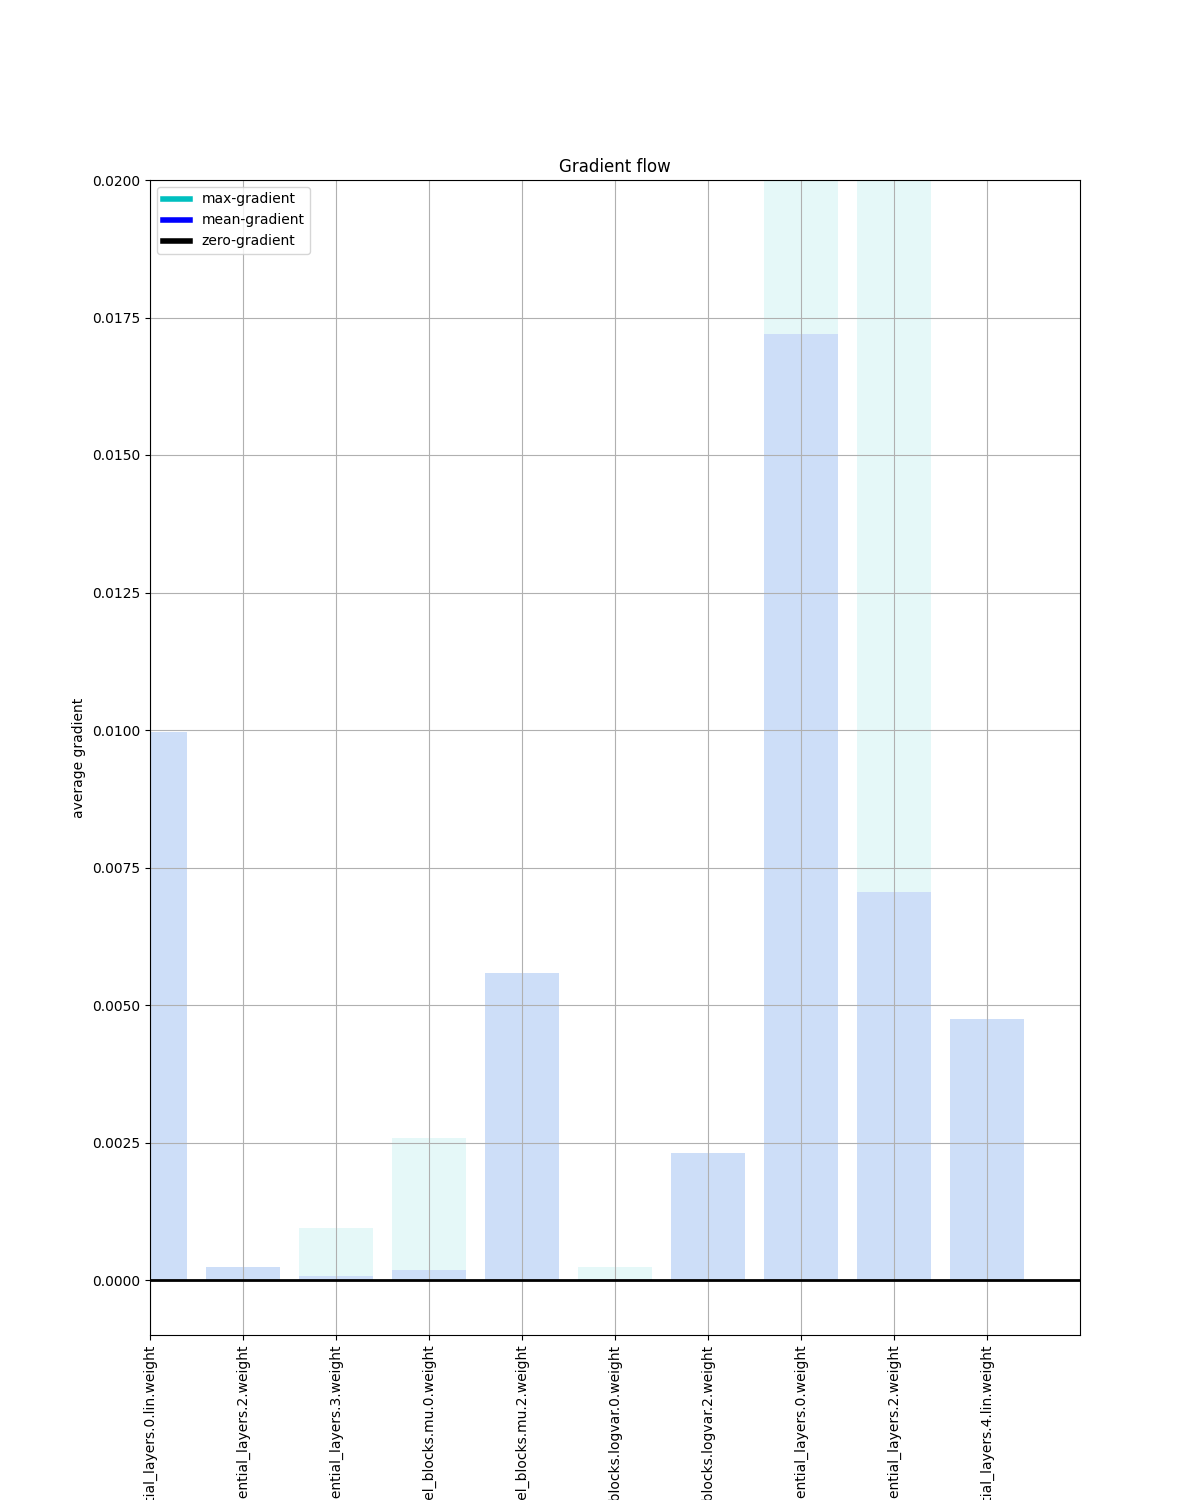 Gradient flow
max-gradient
mean-gradient
zero-gradient
0.0200
0.0175
0.0150
0.0125
0.0100
0.0075
0.0050
0.0025
0.0000
average gradient
tial_layers.0.lin.weight
ential_layers.2.weight
ential_layers.3.weight
el_blocks.mu.0.weight
el_blocks.mu.2.weight
blocks.logvar.0.weight
blocks.logvar.2.weight
ential_layers.0.weight
ential_layers.2.weight
tial_layers.4.lin.weight